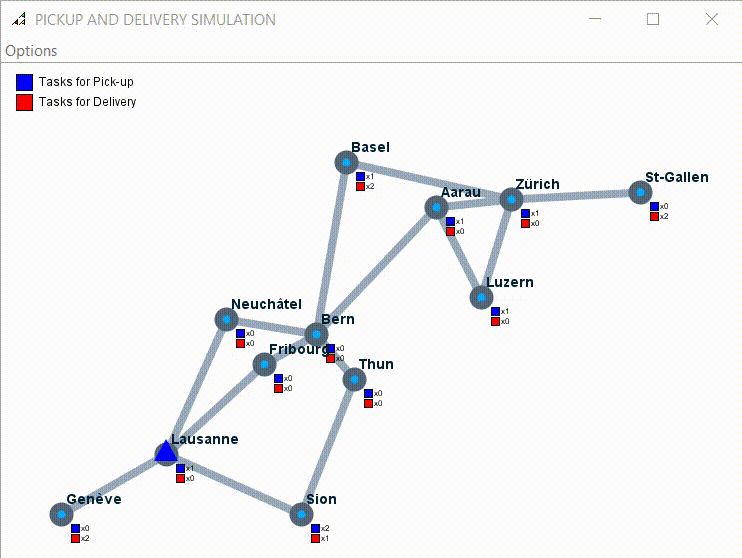 PICKUP AND DELIVERY SIMULATION
Options
Tasks for Pick-up
Tasks for Delivery
Basel
x1
x2
Aarau
x1
x0
Zürich
x1
x0
St-Gallen
x0
x2
Luzern
x1
x0
Neuchâtel
x0
x0
Bern
x0
x0
Fribourg
x0
x0
Thun
x0
x0
Lausanne
x1
x0
Genève
x0
x2
Sion
x2
x1